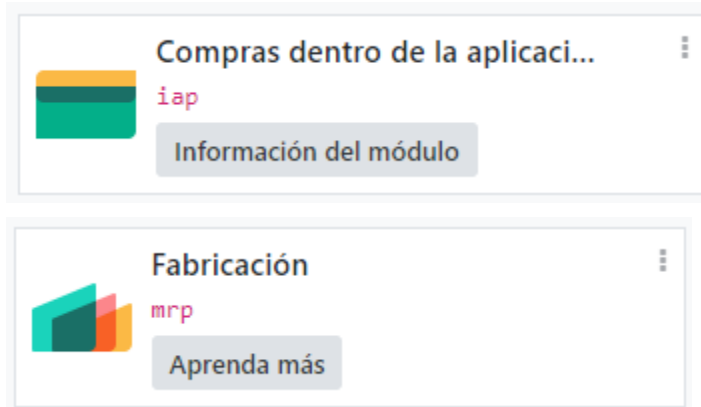 Compras dentro de la aplicaci...
iap
Información del módulo
Fabricación
mrp
Aprenda más